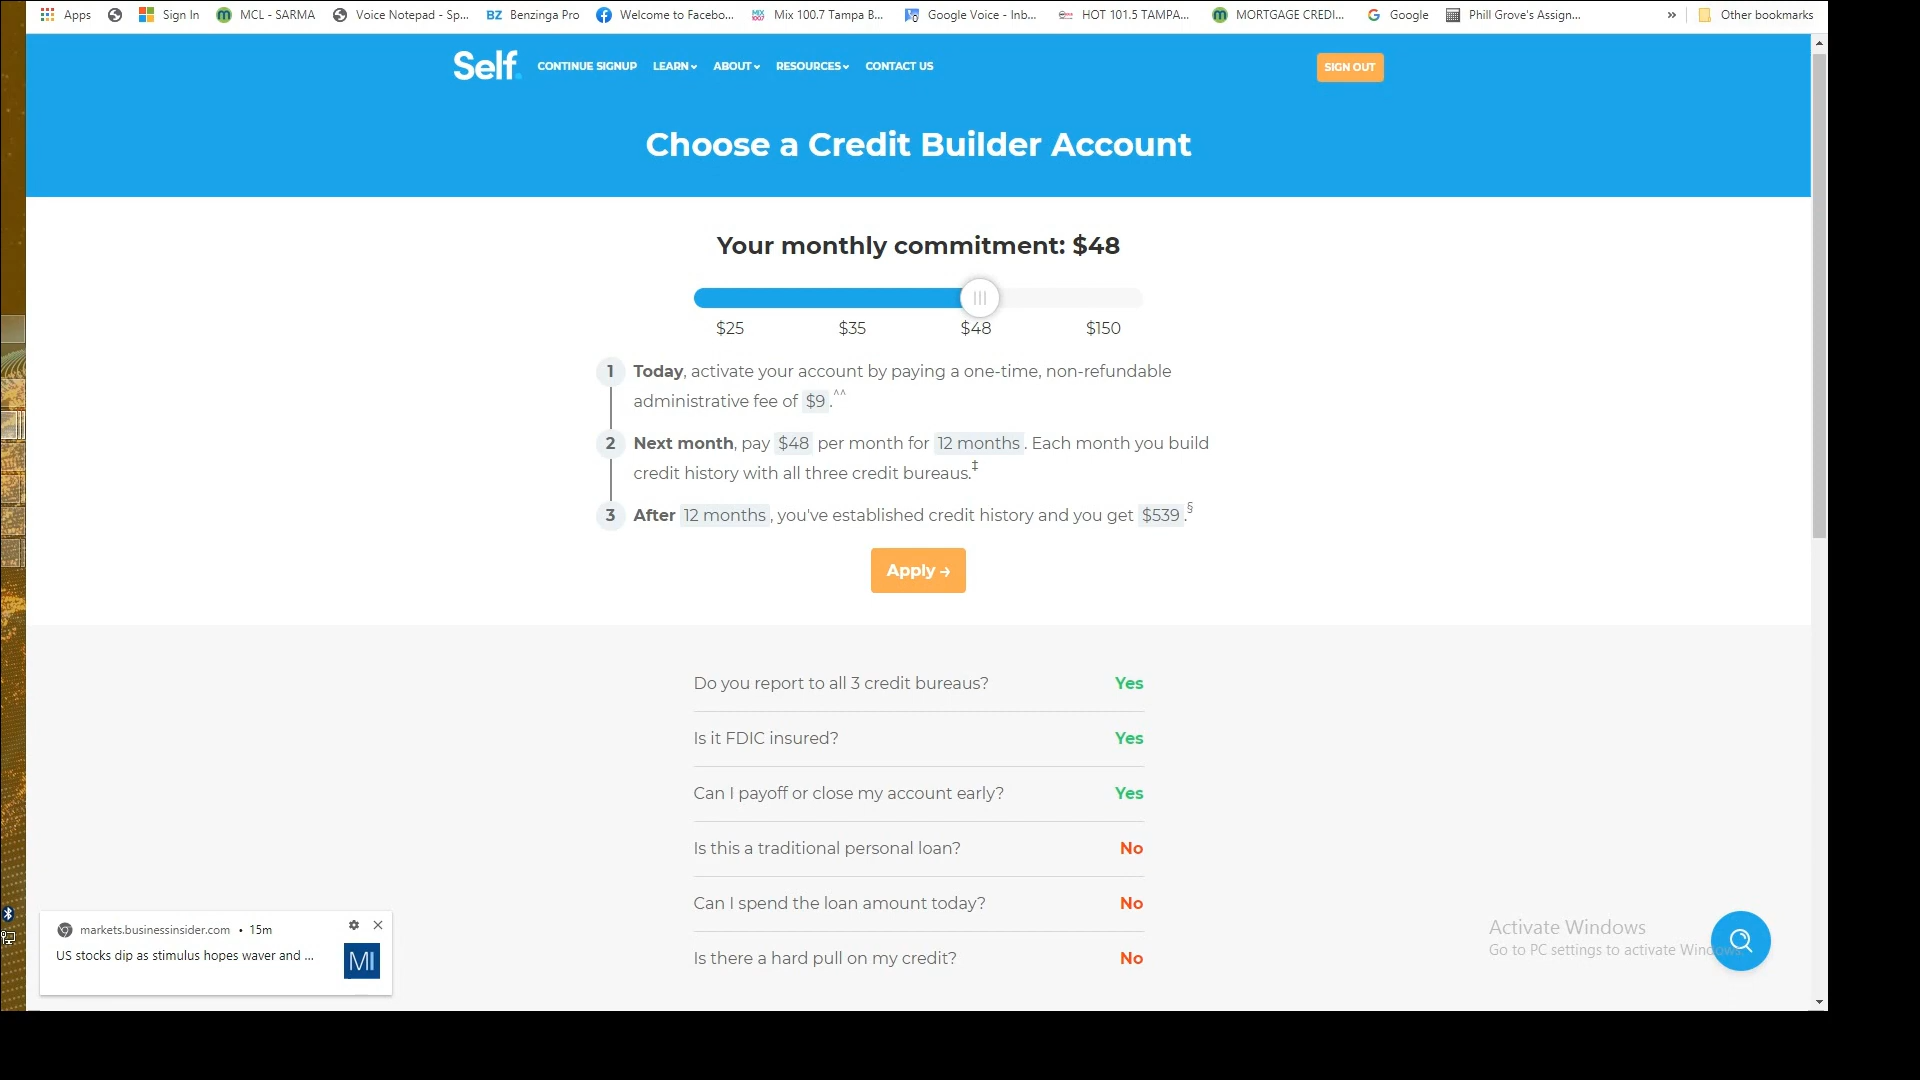 Apps
Sign In
MCL - SARMA
Voice Notepad - Sp...
BZ Benzinga Pro
Welcome to Facebo...
Mix 100.7 Tampa B...
Google Voice - Inb...
HOT 101.5 TAMPA...
MORTGAGE CREDI...
Google
Phill Grove's Assign...
»
Other bookmarks
Self.
CONTINUE SIGNUP
LEARN
ABOUT
RESOURCES
CONTACT US
SIGN OUT
Choose a Credit Builder Account
Your monthly commitment: $48
$25 $35 $48 $150
1 Today, activate your account by paying a one-time, non-refundable
administrative fee of $9.^^
2 Next month, pay $48 per month for 12 months. Each month you build
credit history with all three credit bureaus.‡
3 After 12 months, you've established credit history and you get $539.§
Apply →
Do you report to all 3 credit bureaus? Yes
Is it FDIC insured? Yes
Can I payoff or close my account early? Yes
Is this a traditional personal loan? No
Can I spend the loan amount today? No
Is there a hard pull on my credit? No
markets.businessinsider.com • 15m
US stocks dip as stimulus hopes waver and ...
MI
Activate Windows
Go to PC settings to activate Windows.